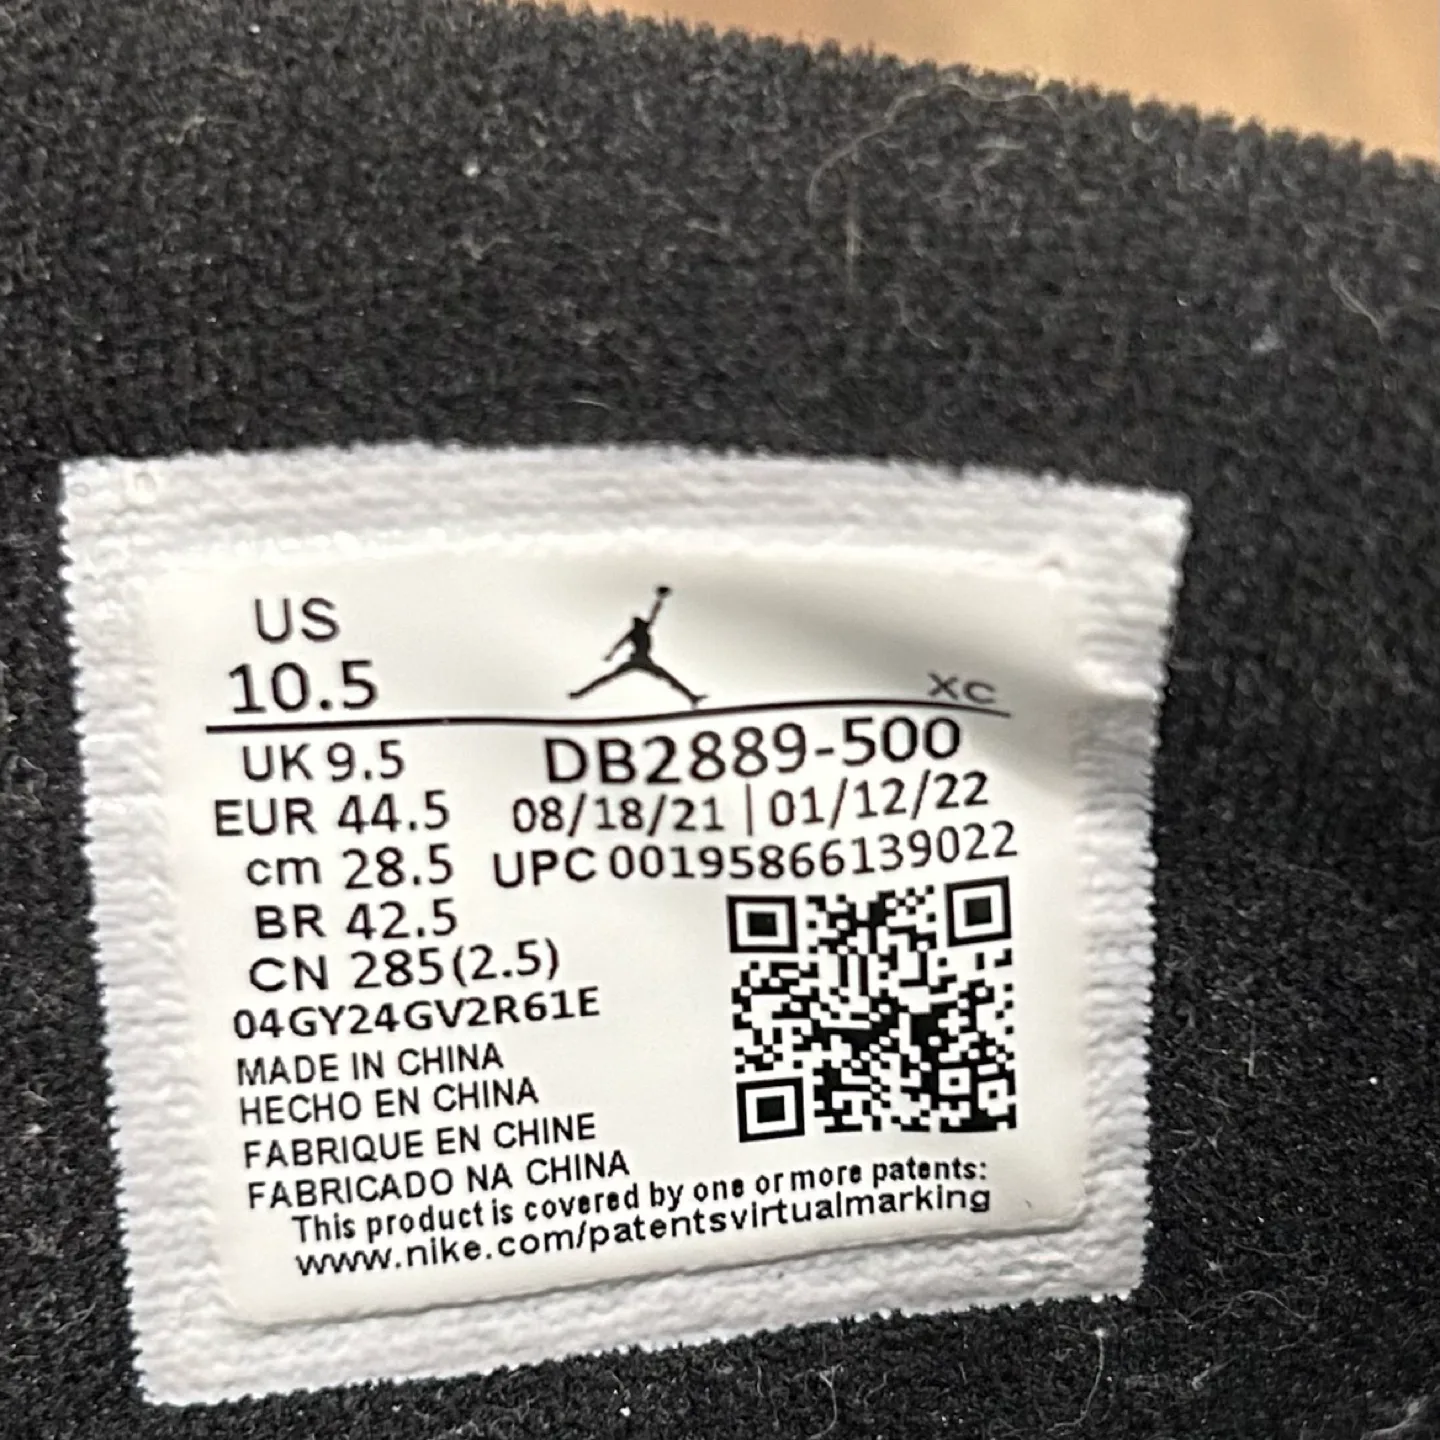 US
10.5
XC
UK 9.5
DB2889-500
EUR 44.5
08/18/21 | 01/12/22
cm 28.5
UPC 00195866139022
BR 42.5
CN 285(2.5)
04GY24GV2R61E
MADE IN CHINA
HECHO EN CHINA
FABRIQUE EN CHINE
FABRICADO NA CHINA
This product is covered by one or more patents:
www.nike.com/patentsvirtualmarking